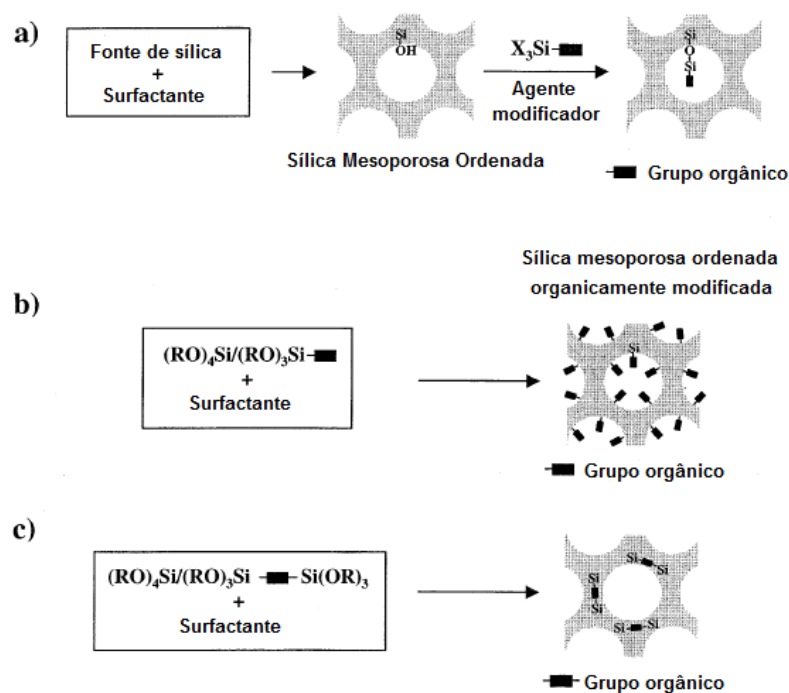 a)
Fonte de sílica
+
Surfactante
Si
OH
X₃Si
Agente
modificador
Si
O
Si
Sílica Mesoporosa Ordenada
Grupo orgânico
Sílica mesoporosa ordenada
organicamente modificada
b)
(RO)₄Si/(RO)₃Si
+
Surfactante
Si
Grupo orgânico
c)
(RO)₄Si/(RO)₃Si Si(OR)₃
+
Surfactante
Si Si
Si
Si
Si Si
Grupo orgânico